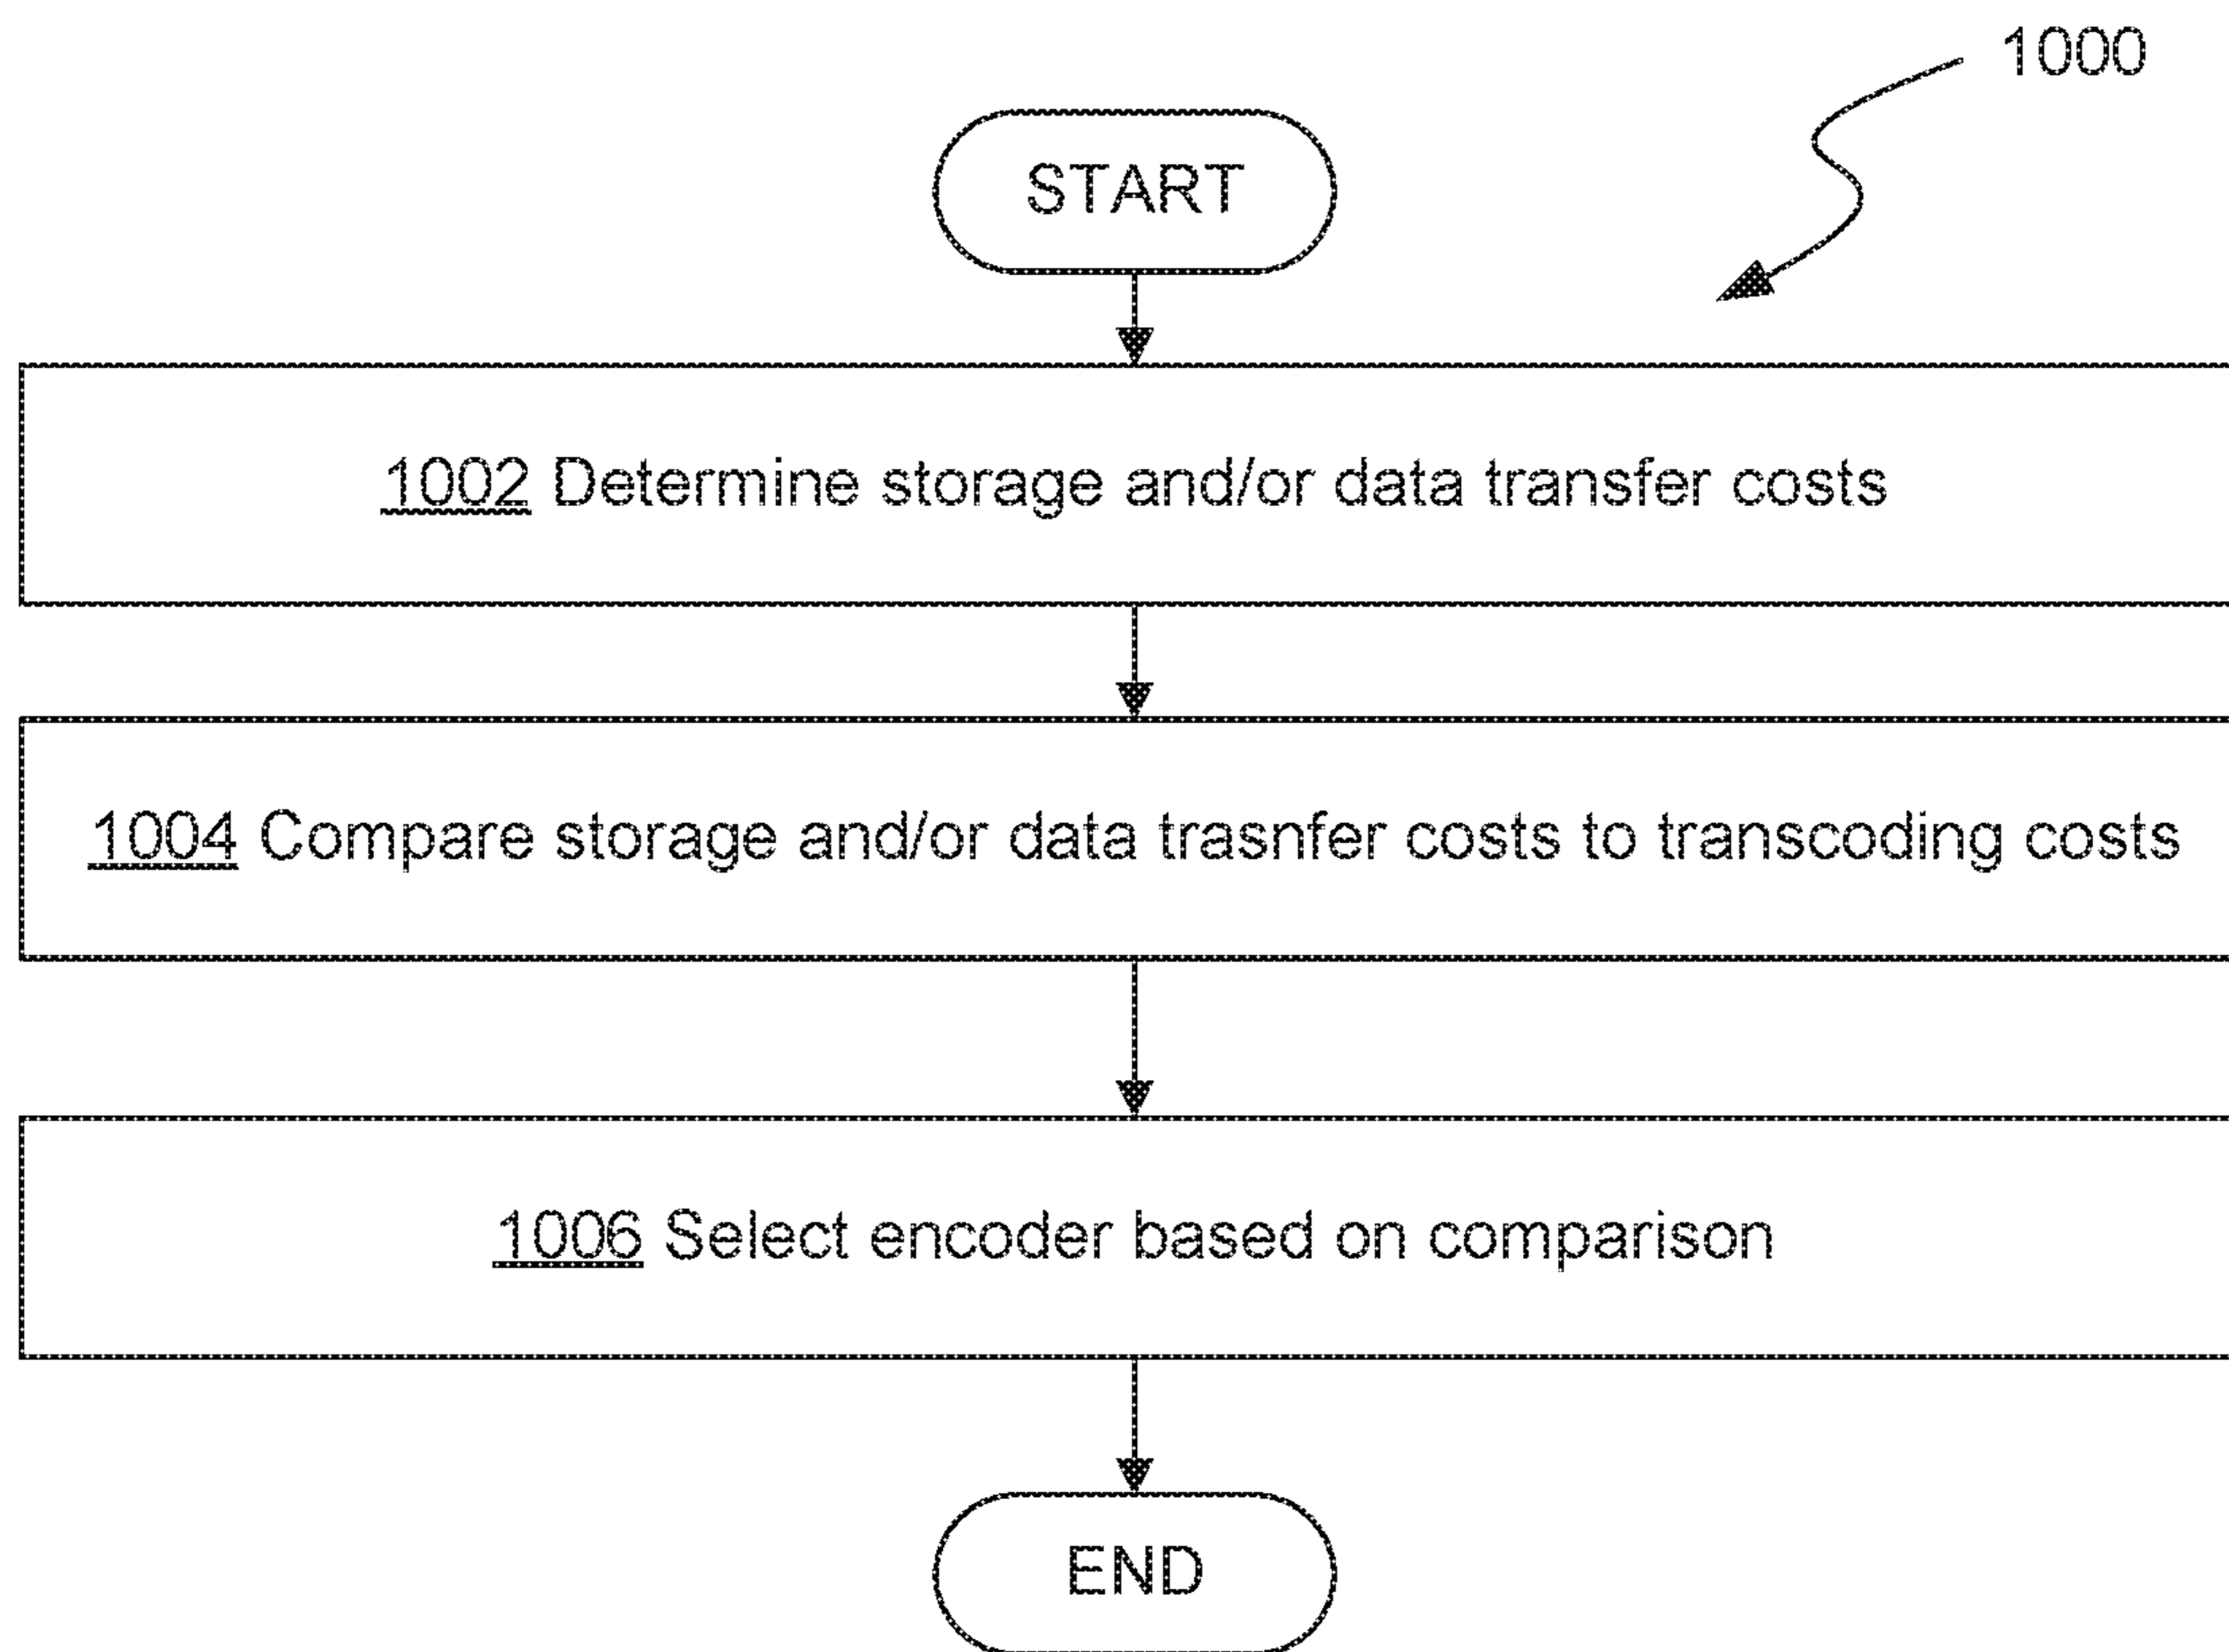 1000
START
1002 Determine storage and/or data transfer costs
1004 Compare storage and/or data trasnfer costs to transcoding costs
1006 Select encoder based on comparison
END